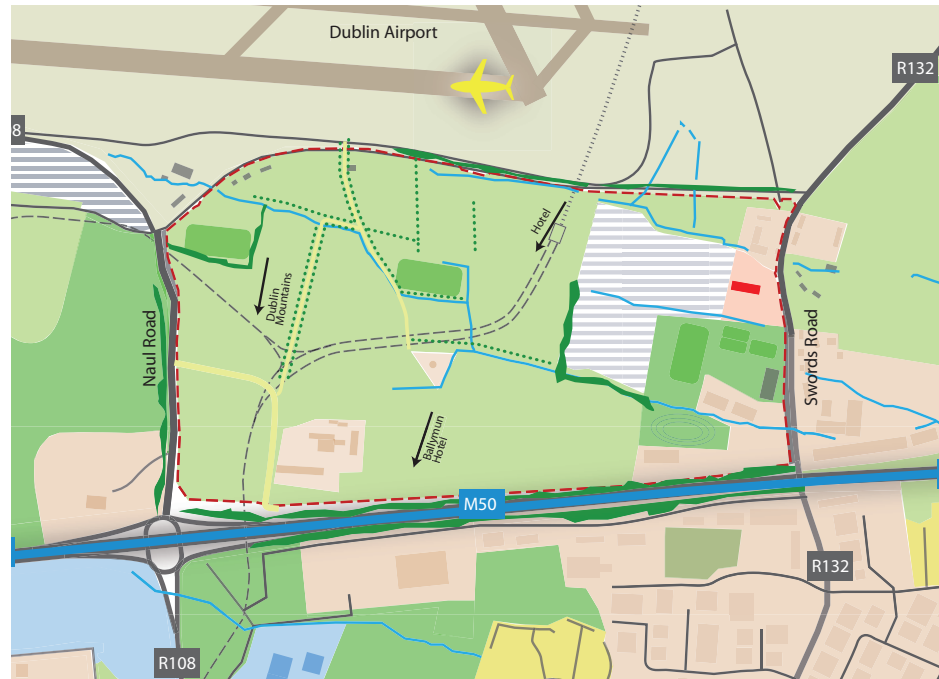 Dublin Airport
R132
8
Hotel
Dublin
Mountains
Naul Road
Swords Road
Ballymun
Hotel
M50
R132
R108